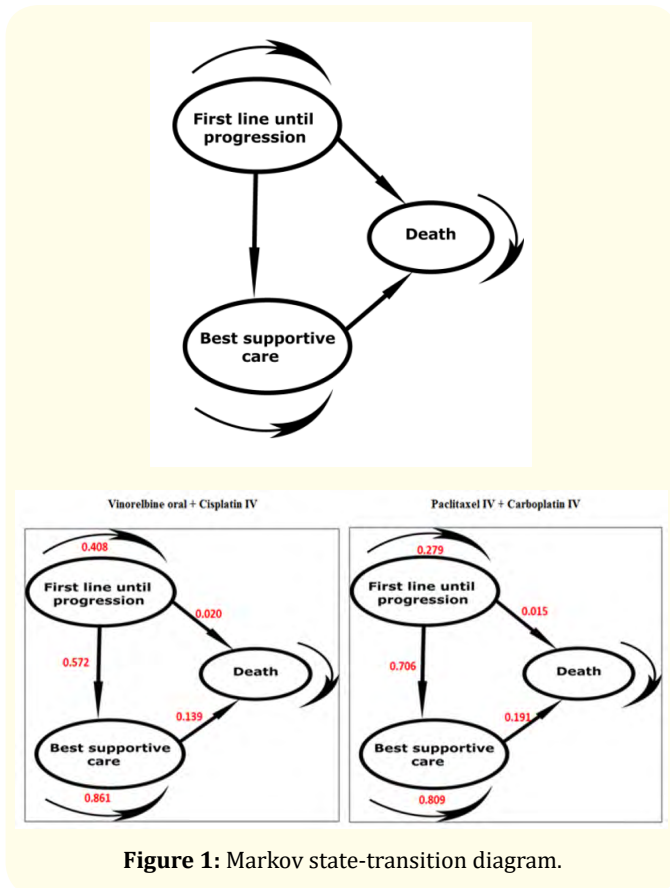 First line until
progression
Death
Best supportive
care
Vinorelbine oral + Cisplatin IV
0.408
First line until
progression
0.020
0.572
Death
0.139
Best supportive
care
0.861
Paclitaxel IV + Carboplatin IV
0.279
First line until
progression
0.015
0.706
Death
0.191
Best supportive
care
0.809
Figure 1: Markov state-transition diagram.